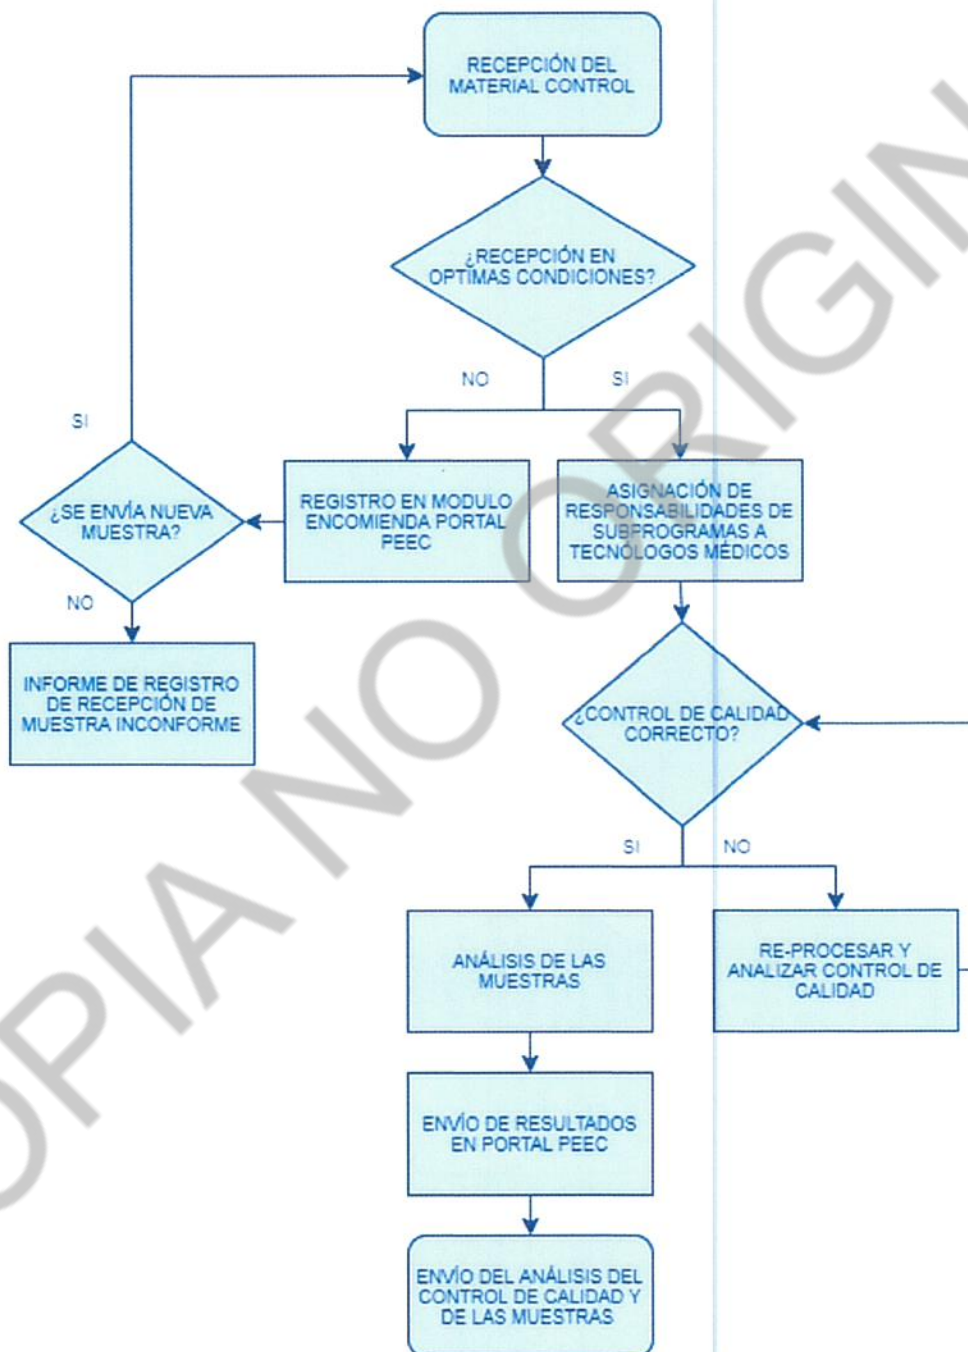 RECEPCIÓN DEL
MATERIAL CONTROL
¿RECEPCIÓN EN
OPTIMAS CONDICIONES?
NO
SI
SI
¿SE ENVÍA NUEVA
MUESTRA?
REGISTRO EN MODULO
ENCOMIENDA PORTAL
PEEC
ASIGNACIÓN DE
RESPONSABILIDADES DE
SUBPROGRAMAS A
TECNÓLOGOS MÉDICOS
NO
INFORME DE REGISTRO
DE RECEPCIÓN DE
MUESTRA INCONFORME
¿CONTROL DE CALIDAD
CORRECTO?
SI
NO
ANÁLISIS DE LAS
MUESTRAS
RE-PROCESAR Y
ANALIZAR CONTROL DE
CALIDAD
ENVÍO DE RESULTADOS
EN PORTAL PEEC
ENVÍO DEL ANÁLISIS DEL
CONTROL DE CALIDAD Y
DE LAS MUESTRAS
OPIA NO ORIGIN